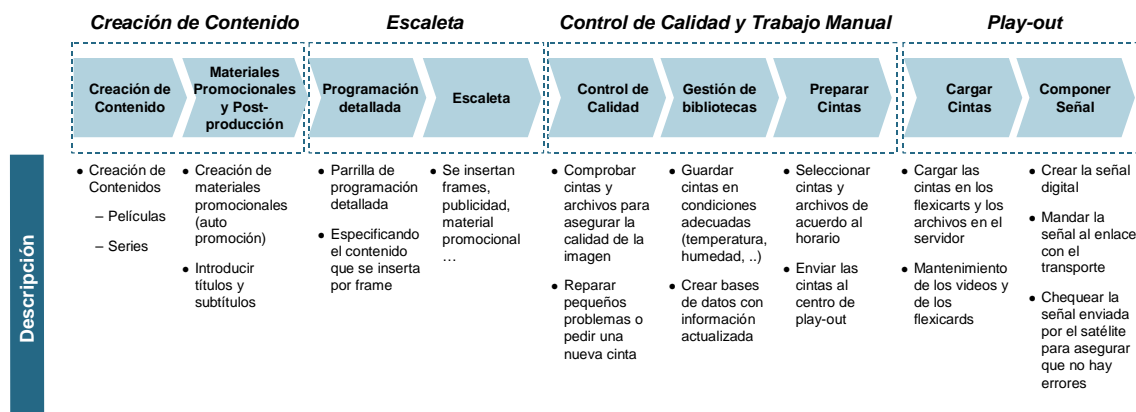 Creación de Contenido
Escaleta
Control de Calidad y Trabajo Manual
Play-out
Creación de
Contenido
Materiales
Promocionales
y Post-
producción
Programación
detallada
Escaleta
Control de
Calidad
Gestión de
bibliotecas
Preparar
Cintas
Cargar
Cintas
Componer
Señal
Descripción
• Creación de
Contenidos
– Películas
– Series
• Creación de
materiales
promocionales
(auto
promoción)
• Introducir
títulos y
subtítulos
• Parrilla de
programación
detallada
• Especificando
el contenido
que se inserta
por frame
• Se insertan
frames,
publicidad,
material
promocional
…
• Comprobar
cintas y
archivos para
asegurar la
calidad de la
imagen
• Reparar
pequeños
problemas o
pedir una
nueva cinta
• Guardar
cintas en
condiciones
adecuadas
(temperatura,
humedad, ..)
• Crear bases
de datos con
información
actualizada
• Seleccionar
cintas y
archivos de
acuerdo al
horario
• Enviar las
cintas al
centro de
play-out
• Cargar las
cintas en los
flexicarts y los
archivos en el
servidor
• Mantenimiento
de los videos y
de los
flexicards
• Crear la señal
digital
• Mandar la
señal al enlace
con el
transporte
• Chequear la
señal enviada
por el satélite
para asegurar
que no hay
errores